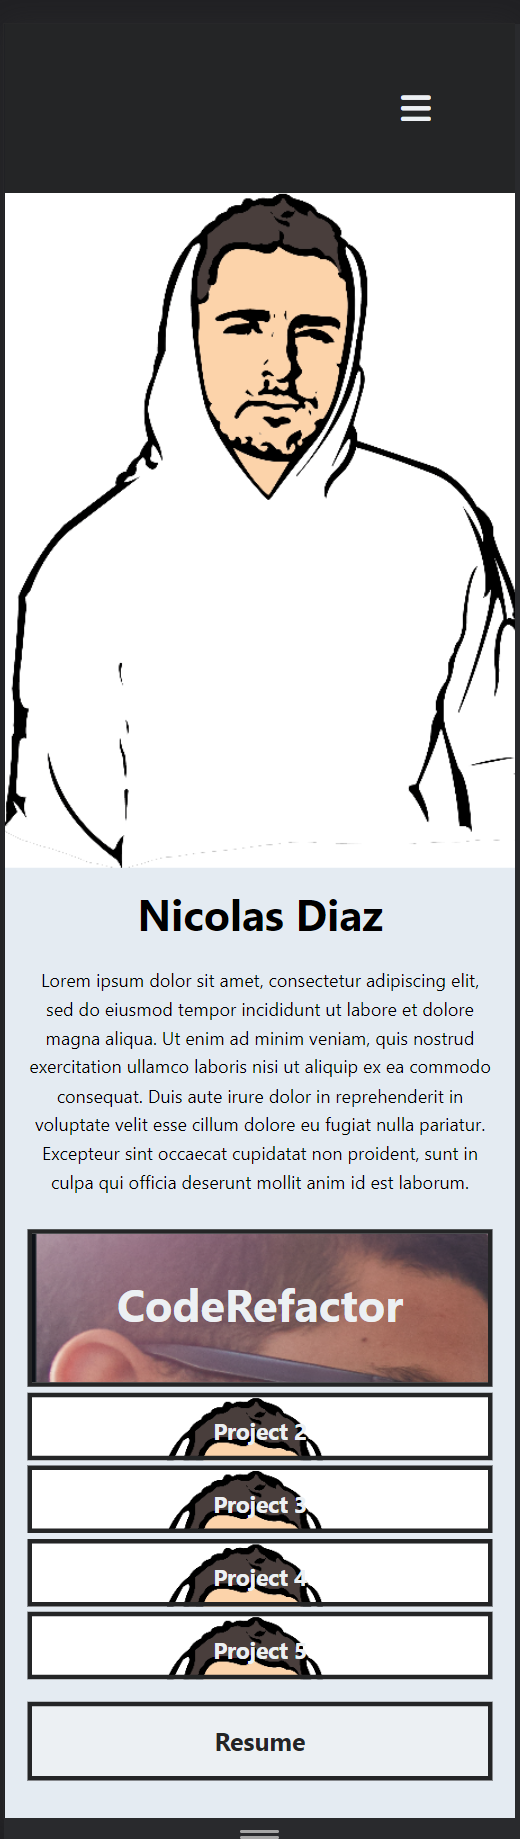 Nicolas Diaz
Lorem ipsum dolor sit amet, consectetur adipiscing elit,
sed do eiusmod tempor incididunt ut labore et dolore
magna aliqua. Ut enim ad minim veniam, quis nostrud
exercitation ullamco laboris nisi ut aliquip ex ea commodo
consequat. Duis aute irure dolor in reprehenderit in
voluptate velit esse cillum dolore eu fugiat nulla pariatur.
Excepteur sint occaecat cupidatat non proident, sunt in
culpa qui officia deserunt mollit anim id est laborum.
CodeRefactor
Project 2
Project 3
Project 4
Project 5
Resume